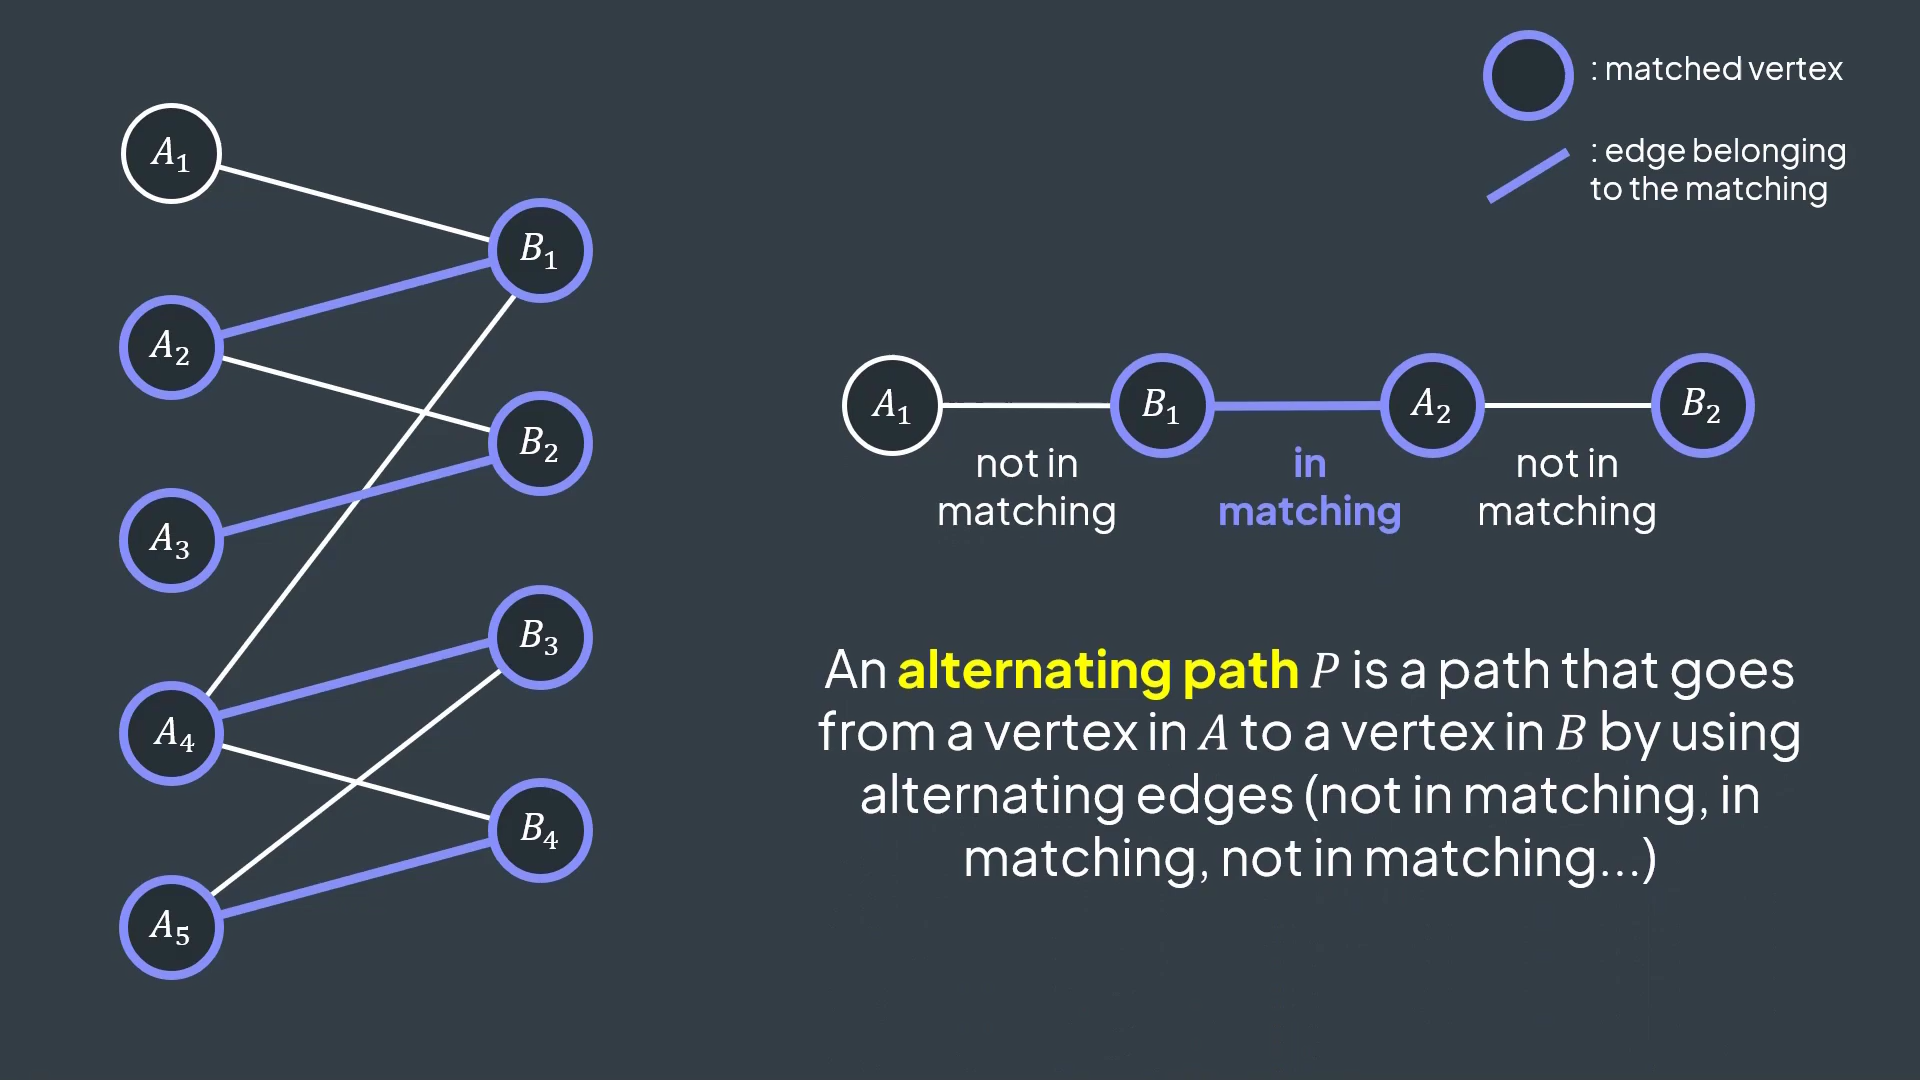 : matched vertex
: edge belonging
to the matching
A₁
B₁
A₂
B₂
A₃
B₃
A₄
B₄
A₅
A₁ B₁ A₂ B₂
not in in not in
matching matching matching
An alternating path P is a path that goes
from a vertex in A to a vertex in B by using
alternating edges (not in matching, in
matching, not in matching...)